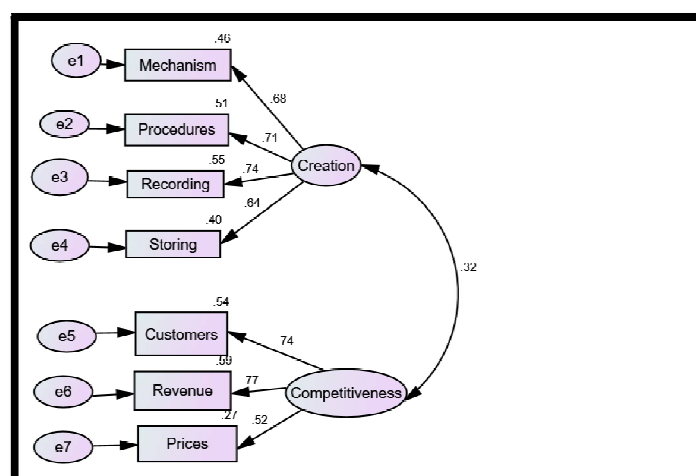 .46
e1
Mechanism
.68
.51
e2
Procedures
.71
Creation
.55
e3
Recording
.74
.64
.40
e4
Storing
.32
.54
e5
Customers
.74
.59
e6
Revenue
.77
Competitiveness
.27
e7
Prices
.52